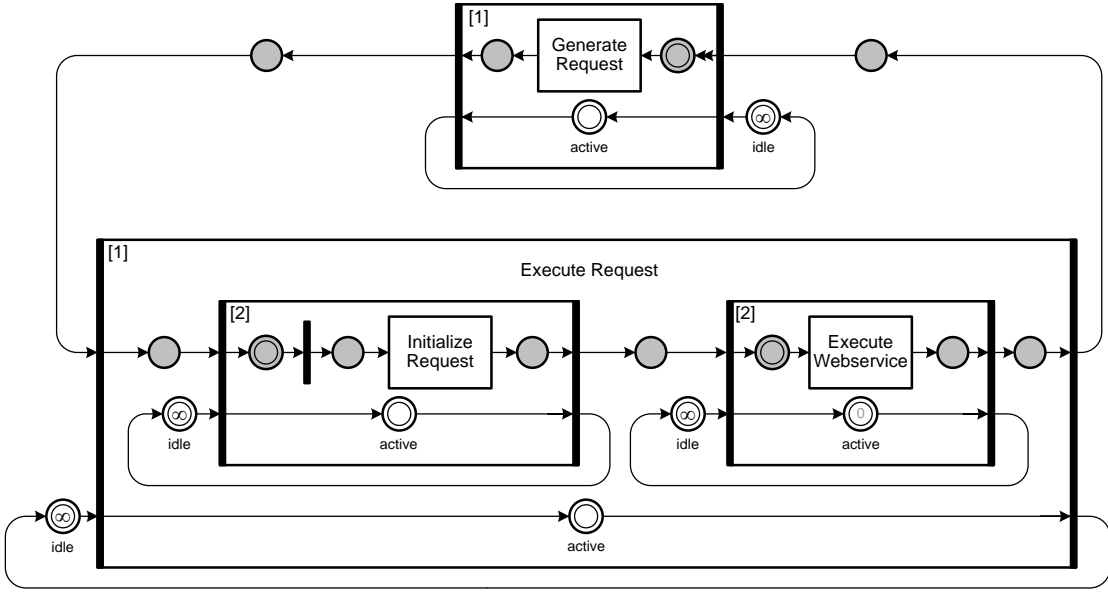 [1]
Generate
Request
∞
active
idle
[1]
Execute Request
[2]
[2]
Initialize
Request
Execute
Webservice
∞
∞
0
idle
active
idle
active
∞
idle
active